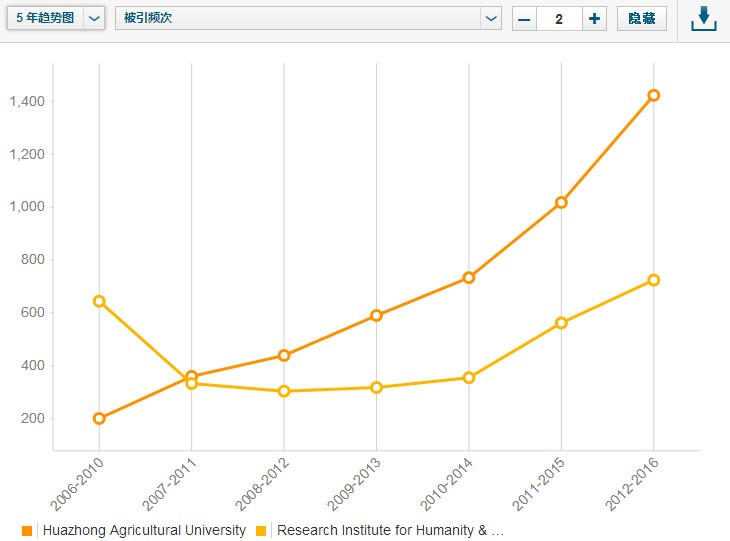 5 年趋势图 被引频次 2 隐藏
1,400
1,200
1,000
800
600
400
200
2006-2010 2007-2011 2008-2012 2009-2013 2010-2014 2011-2015 2012-2016
Huazhong Agricultural University Research Institute for Humanity & ...